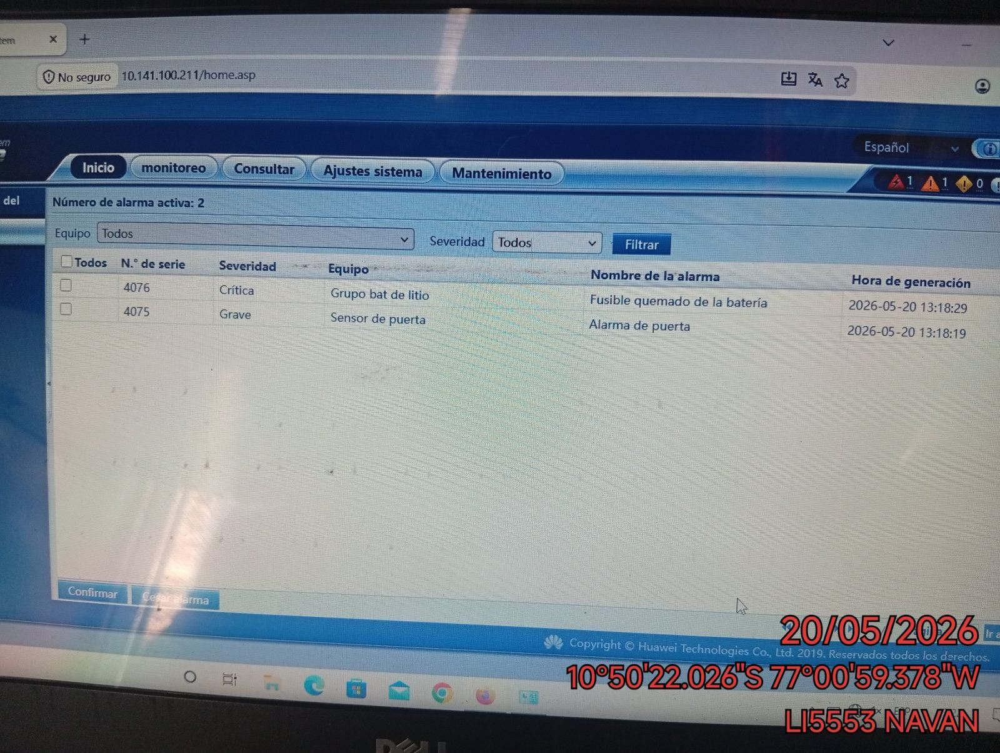 tem
No seguro 10.141.100.211/home.asp
em
Español
Inicio monitoreo Consultar Ajustes sistema Mantenimiento
1 1 0
del
Número de alarma activa: 2
Equipo Todos Severidad Todos Filtrar
Todos N.° de serie Severidad Equipo Nombre de la alarma Hora de generación
4076 Crítica Grupo bat de litio Fusible quemado de la batería 2026-05-20 13:18:29
4075 Grave Sensor de puerta Alarma de puerta 2026-05-20 13:18:19
Confirmar Cesar alarma
Ir a
Copyright © Huawei Technologies Co., Ltd. 2019. Reservados todos los derechos.
20/05/2026
10°50'22.026"S 77°00'59.378"W
LI5553 NAVAN
DELL